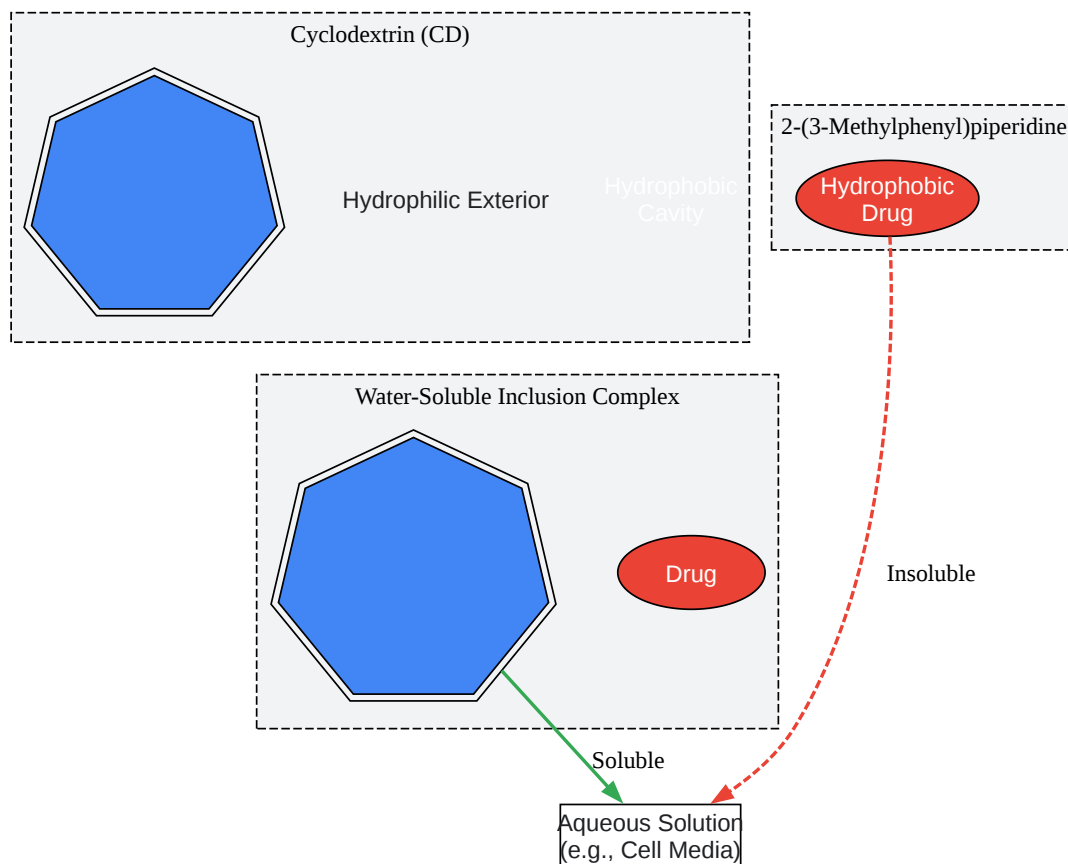 Cyclodextrin (CD)
Hydrophilic Exterior
Hydrophobic
Cavity
2-(3-Methylphenyl)piperidine
Hydrophobic
Drug
Water-Soluble Inclusion Complex
Drug
Insoluble
Soluble
Aqueous Solution
(e.g., Cell Media)